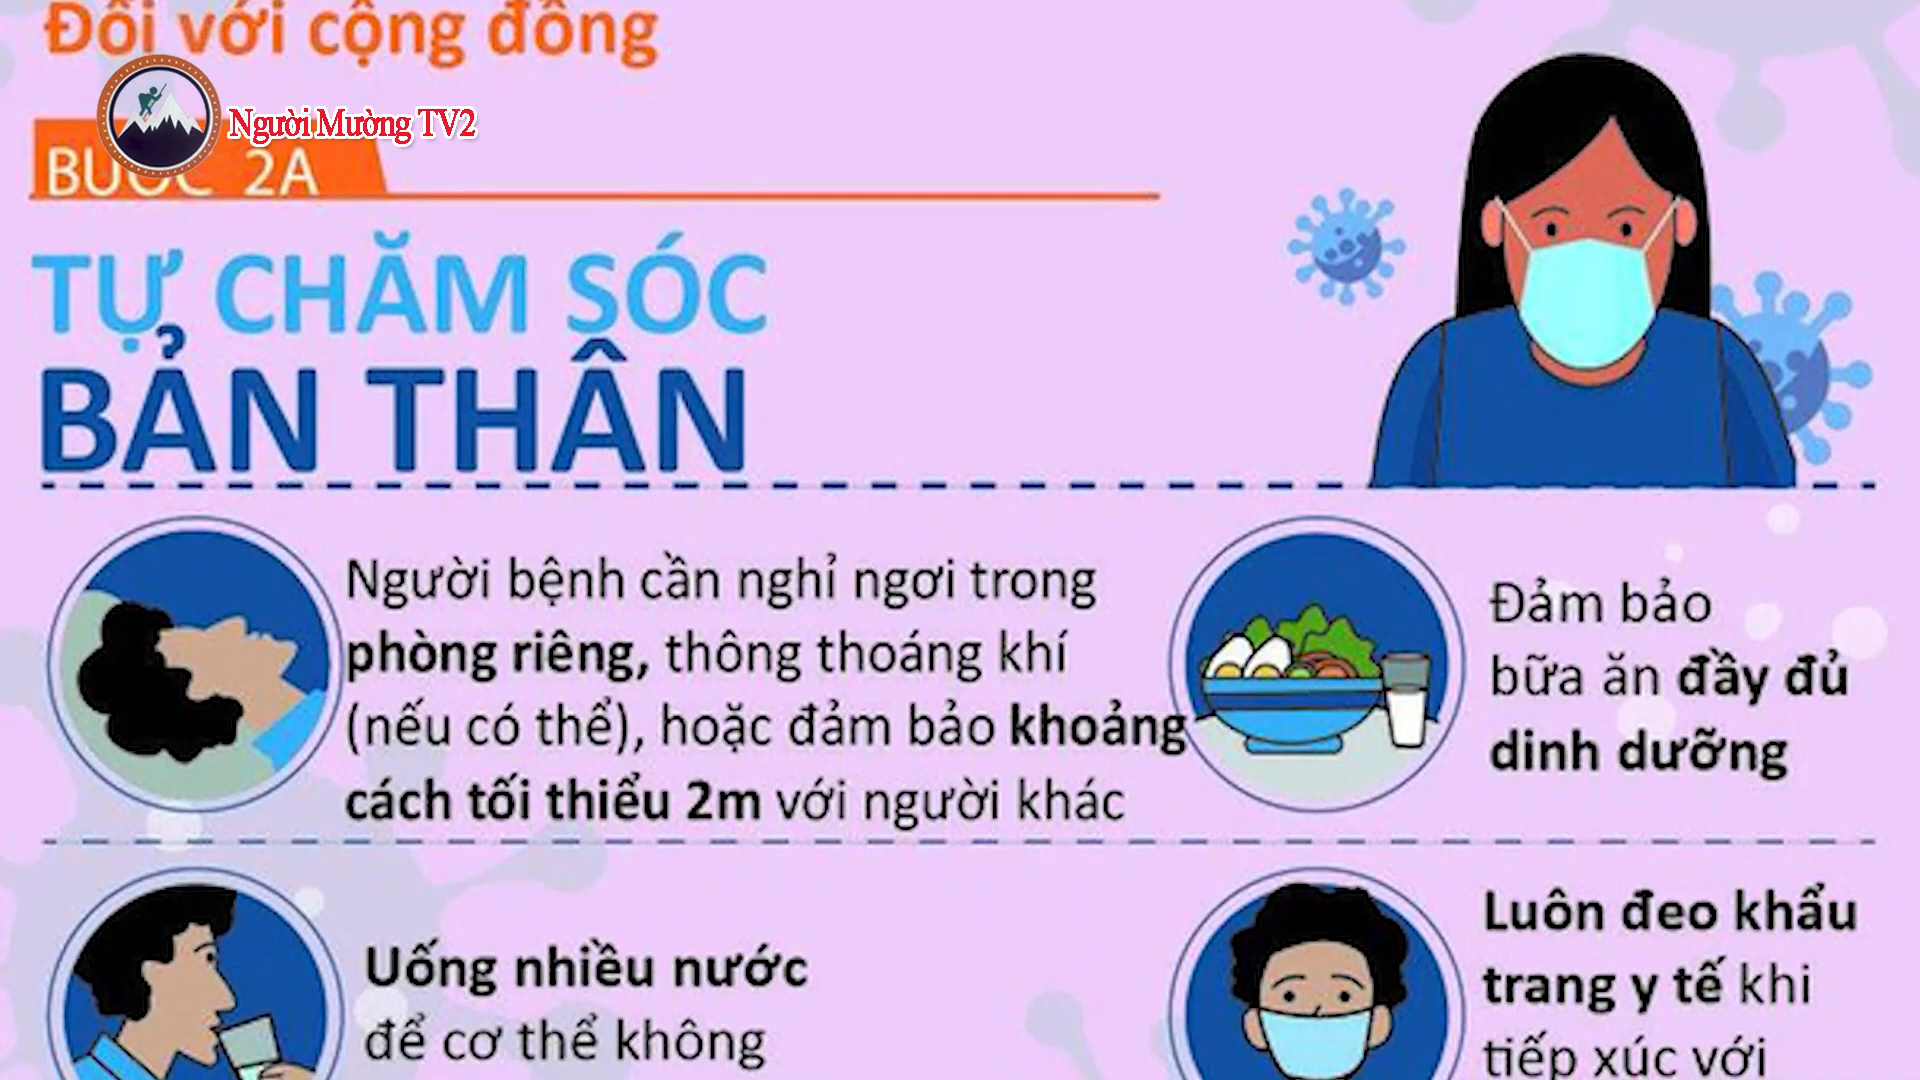 Đối với cộng đồng
Người Mường TV2
BƯỚC 2A
TỰ CHĂM SÓC
BẢN THÂN
Người bệnh cần nghỉ ngơi trong
phòng riêng, thông thoáng khí
(nếu có thể), hoặc đảm bảo khoảng
cách tối thiểu 2m với người khác
Đảm bảo
bữa ăn đầy đủ
dinh dưỡng
Uống nhiều nước
để cơ thể không
Luôn đeo khẩu
trang y tế khi
tiếp xúc với